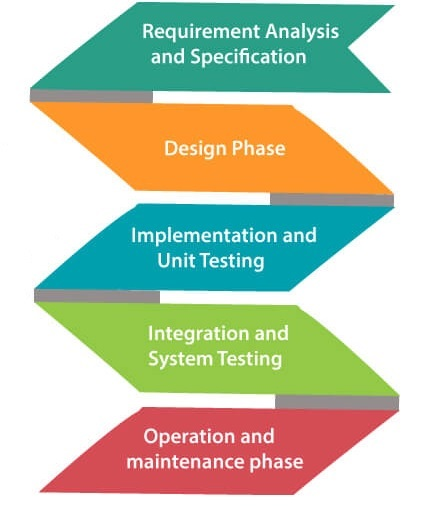 Requirement Analysis
and Specification
Design Phase
Implementation and
Unit Testing
Integration and
System Testing
Operation and
maintenance phase